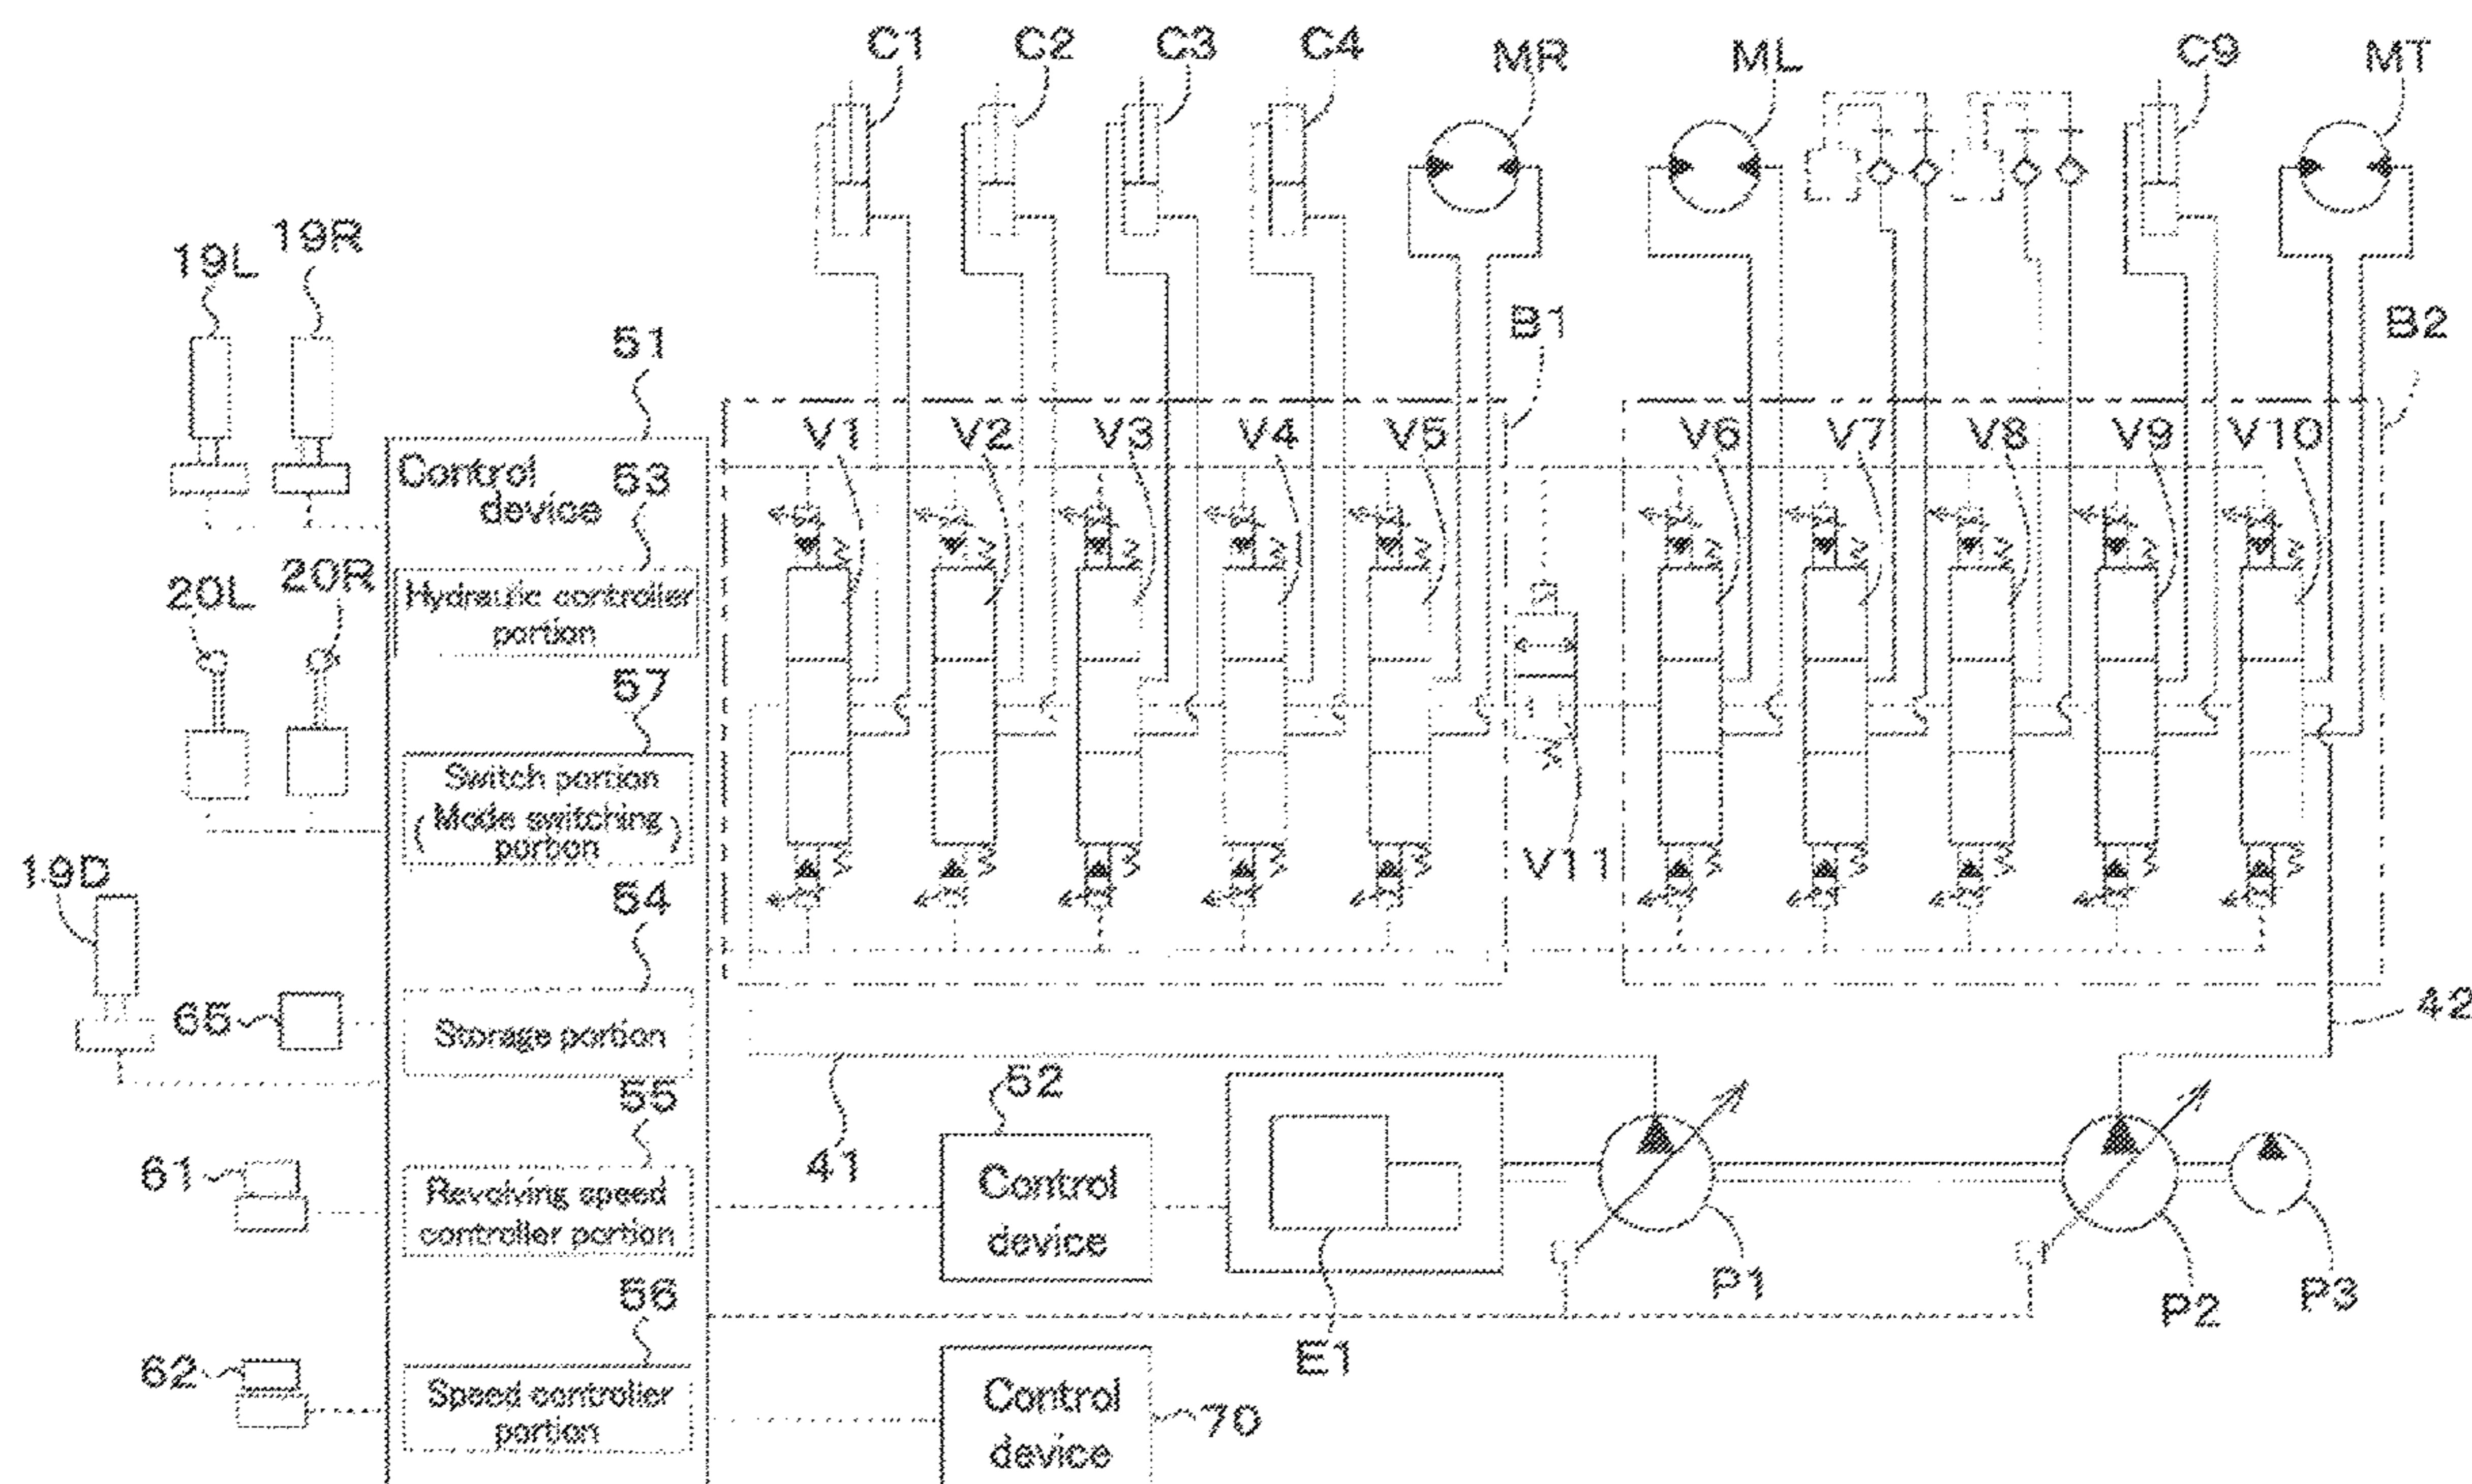 C1
C2
C3
C4
MR
ML
C9
MT
19L
19R
51
B1
B2
V1
V2
V3
V4
V5
V6
V7
V8
V9
V10
Control
device
53
20L
20R
Hydraulic controller
portion
57
Switch portion
(Mode switching
portion)
V11
19D
54
65
Storage portion
42
55
52
41
61
Revolving speed
controller portion
Control
device
P1
P2
P3
56
E1
62
Speed controller
portion
Control
device
70